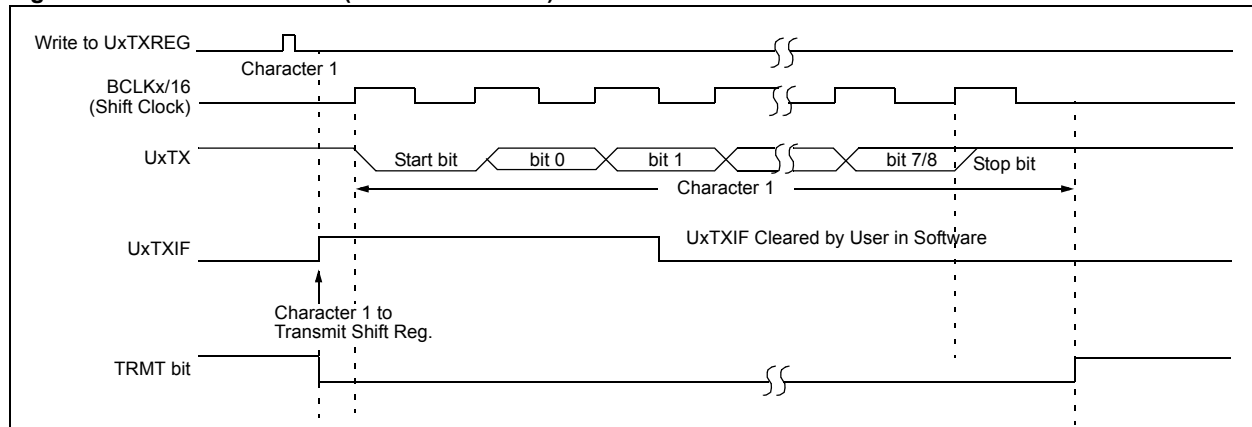 Write to UxTXREG
Character 1
BCLKx/16
(Shift Clock)
UxTX
Start bit
bit 0
bit 1
bit 7/8
Stop bit
Character 1
UxTXIF
UxTXIF Cleared by User in Software
Character 1 to
Transmit Shift Reg.
TRMT bit